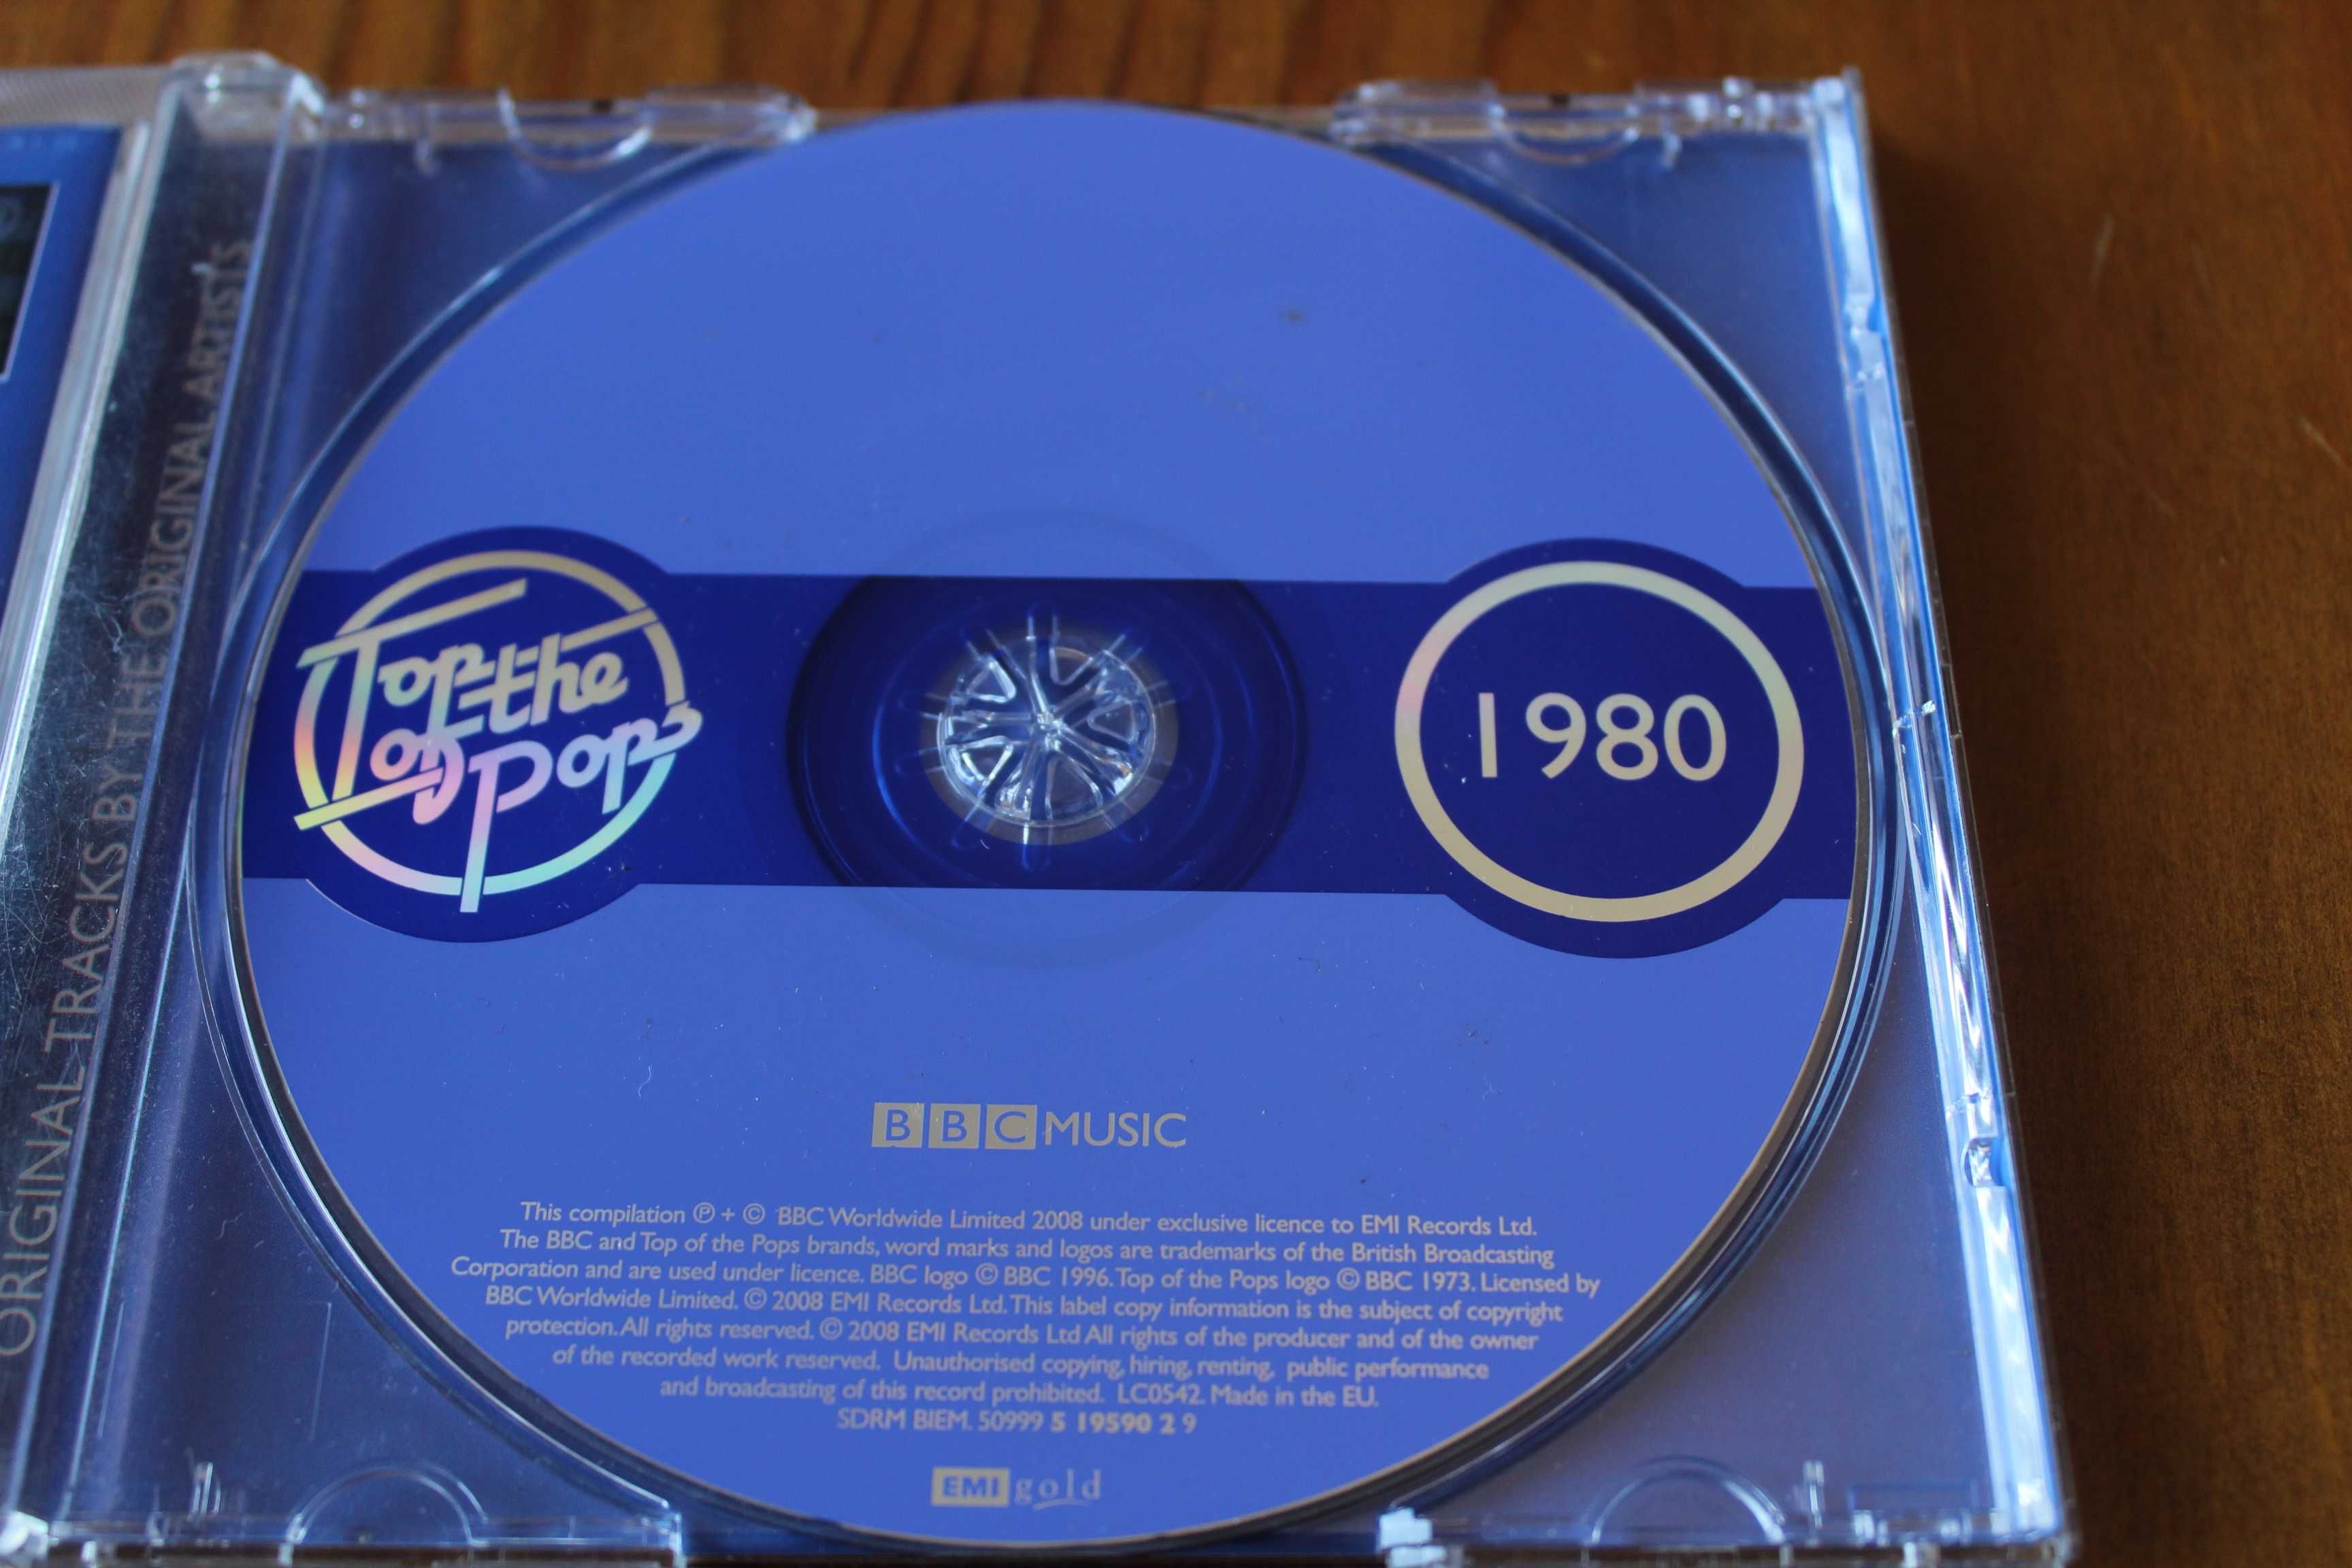 ORIGINAL TRACKS BY THE ORIGINAL ARTISTS
Top of the Pops
1980
BBC MUSIC
This compilation ℗ + © BBC Worldwide Limited 2008 under exclusive licence to EMI Records Ltd.
The BBC and Top of the Pops brands, word marks and logos are trademarks of the British Broadcasting
Corporation and are used under licence. BBC logo © BBC 1996. Top of the Pops logo © BBC 1973. Licensed by
BBC Worldwide Limited. © 2008 EMI Records Ltd. This label copy information is the subject of copyright
protection. All rights reserved. © 2008 EMI Records Ltd All rights of the producer and of the owner
of the recorded work reserved. Unauthorised copying, hiring, renting, public performance
and broadcasting of this record prohibited. LC0542. Made in the EU.
SDRM BIEM. 50999 5 19590 2 9
EMI gold